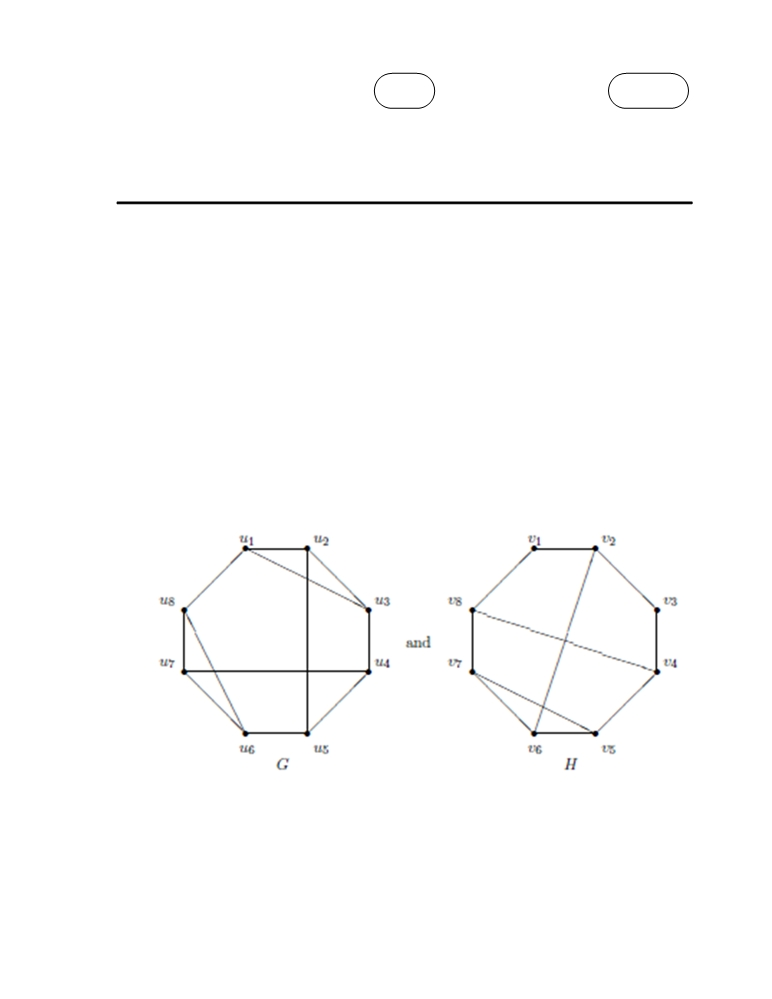 u1 u2 v1 v2
u8 u3 v8 v3
and
u7 u4 v7 v4
u6 u5 v6 v5
G H